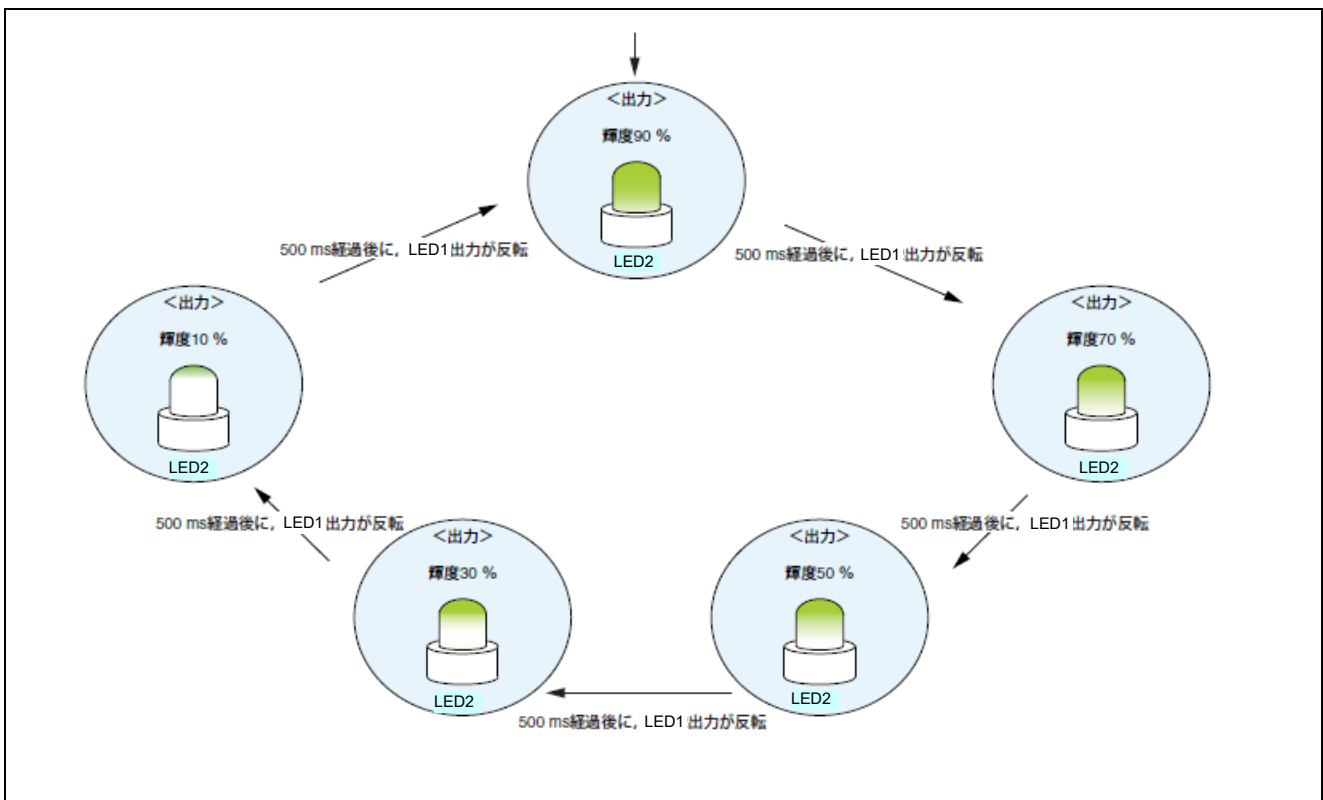 <出力>
輝度90 %
LED2
500 ms経過後に, LED1出力が反転
500 ms経過後に, LED1出力が反転
<出力>
輝度10 %
LED2
<出力>
輝度70 %
LED2
500 ms経過後に, LED1出力が反転
500 ms経過後に, LED1出力が反転
<出力>
輝度30 %
LED2
<出力>
輝度50 %
LED2
500 ms経過後に, LED1出力が反転